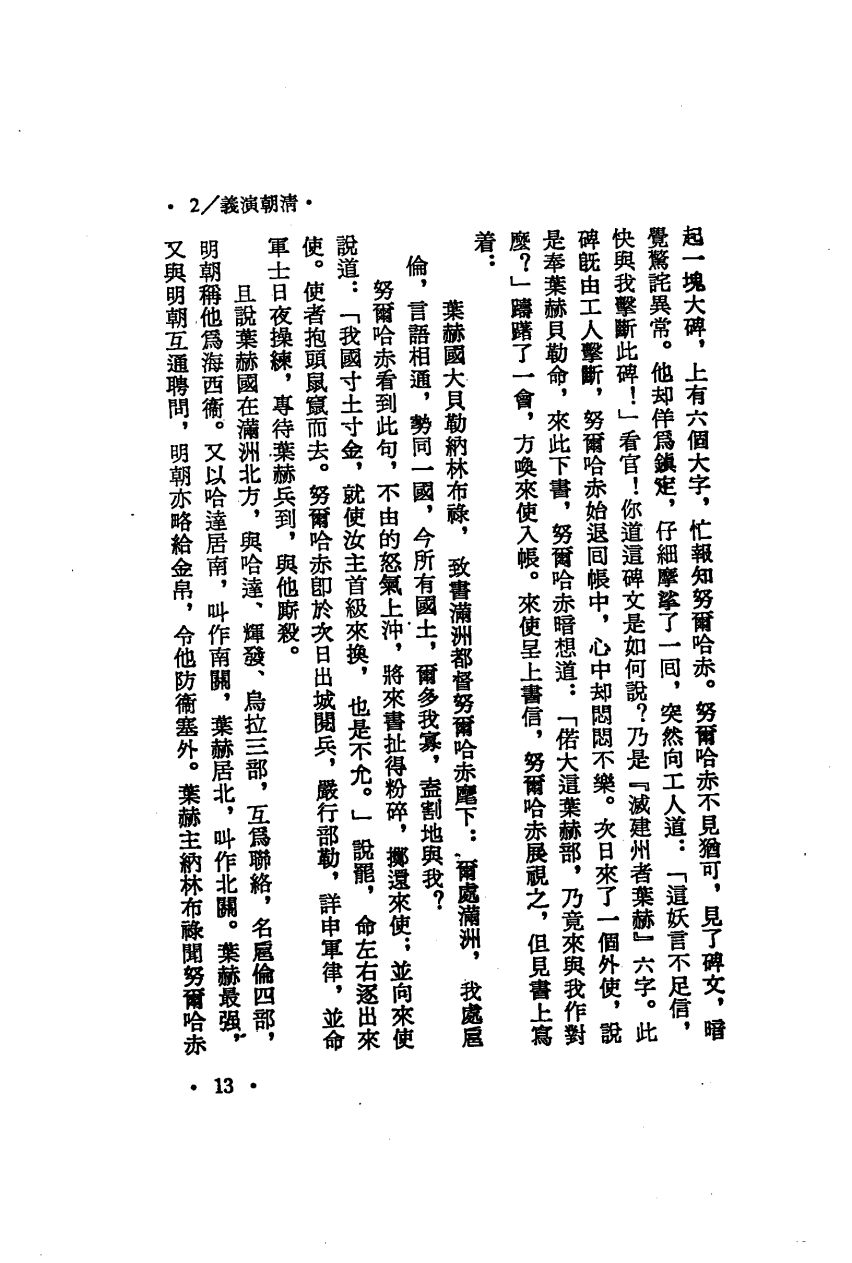 ・2／義演朝清・
起一塊大碑，上有六個大字，忙報知努爾哈赤。努爾哈赤不見猶可，見了碑文，暗
覺驚詫異常。他却佯爲鎮定，仔細摩挲了一回，突然向工人道：「這妖言不足信，
快與我擊斷此碑！」看官！你道這碑文是如何說？乃是『滅建州者葉赫』六字。此
碑旣由工人擊斷，努爾哈赤始退回帳中，心中却悶悶不樂。次日來了一個外使，說
是奉葉赫貝勒命，來此下書，努爾哈赤暗想道：「偌大這葉赫部，乃竟來與我作對
麼？」躊躇了一會，方喚來使入帳。來使呈上書信，努爾哈赤展視之，但見書上寫
着：
葉赫國大貝勒納林布祿，致書滿洲都督努爾哈赤麾下：爾處滿洲，我處扈
倫，言語相通，勢同一國，今所有國土，爾多我寡，盍割地與我？
努爾哈赤看到此句，不由的怒氣上沖，將來書扯得粉碎，擲還來使；並向來使
說道：「我國寸土寸金，就使汝主首級來換，也是不允。」說罷，命左右逐出來
使。使者抱頭鼠竄而去。努爾哈赤卽於次日出城閱兵，嚴行部勒，詳申軍律，並命
軍士日夜操練，專待葉赫兵到，與他廝殺。
且說葉赫國在滿洲北方，與哈達、輝發、烏拉三部，互爲聯絡，名扈倫四部，
明朝稱他爲海西衞。又以哈達居南，叫作南關，葉赫居北，叫作北關。葉赫最强，
又與明朝互通聘問，明朝亦略給金帛，令他防衞塞外。葉赫主納林布祿聞努爾哈赤
・13・